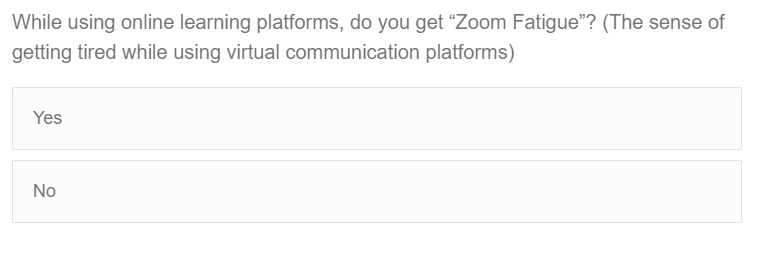 While using online learning platforms, do you get “Zoom Fatigue”? (The sense of
getting tired while using virtual communication platforms)
Yes
No